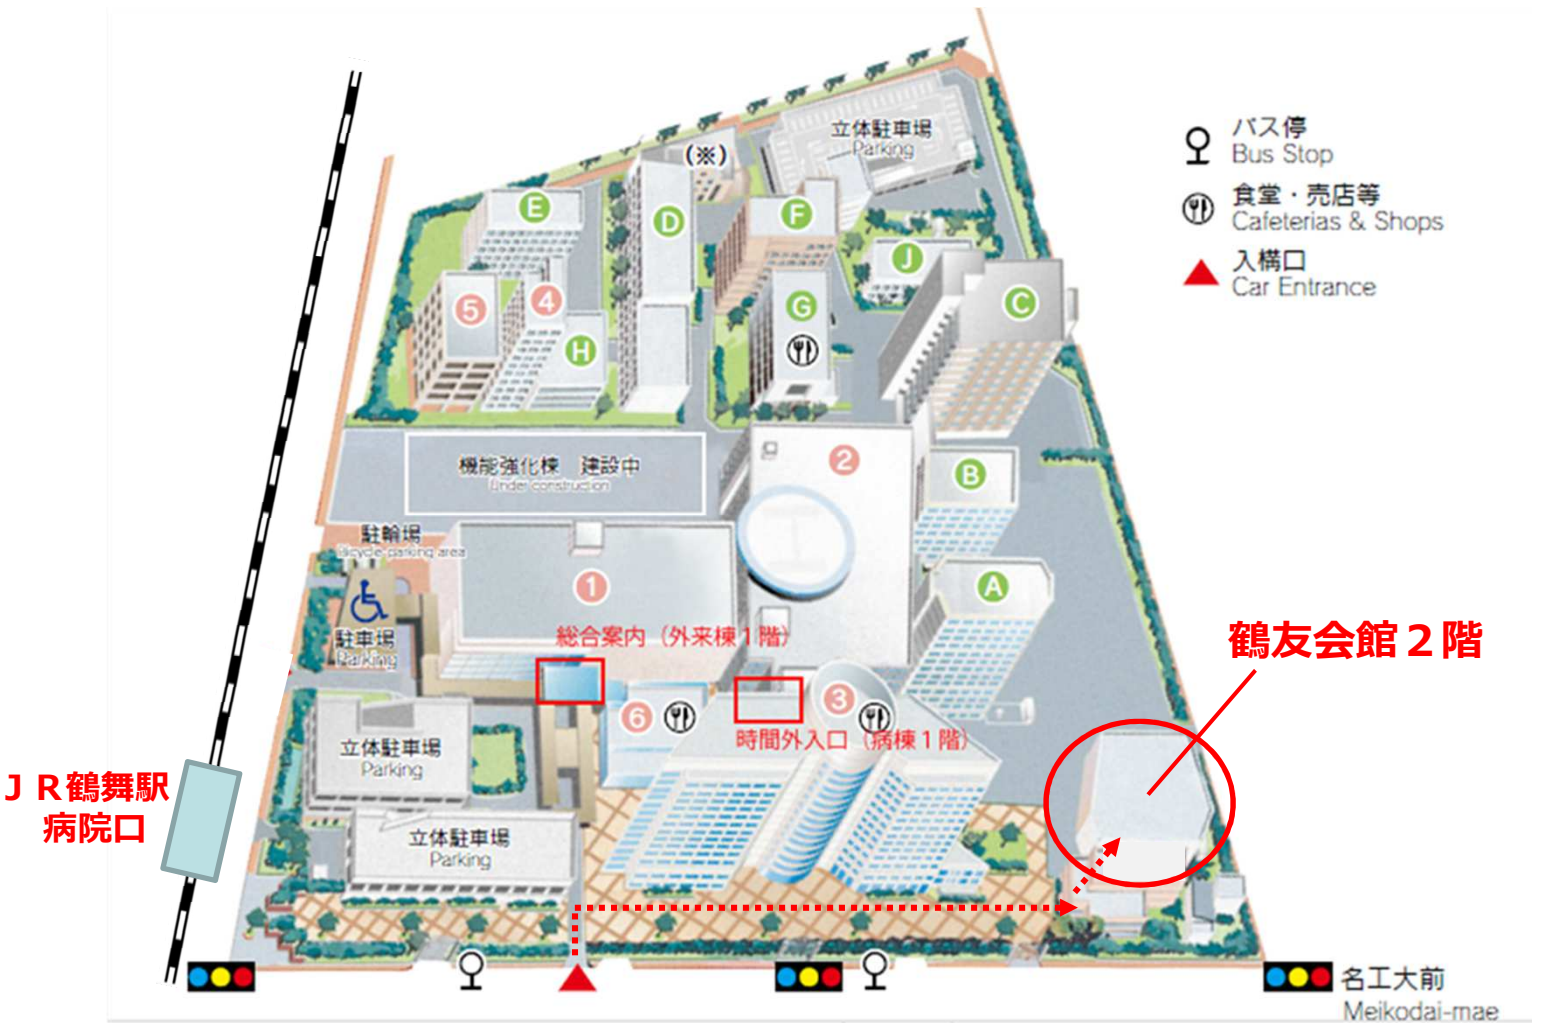 バス停
Bus Stop
食堂・売店等
Cafeterias & Shops
入構口
Car Entrance
立体駐車場
Parking
(※)
E
D
F
J
5
4
G
C
H
機能強化棟 建設中
Under construction
2
B
駐輪場
Bicycle parking area
1
A
駐車場
Parking
総合案内（外来棟１階）
鶴友会館２階
6
3
時間外入口（病棟１階）
立体駐車場
Parking
ＪＲ鶴舞駅
病院口
立体駐車場
Parking
名工大前
Meikodai-mae